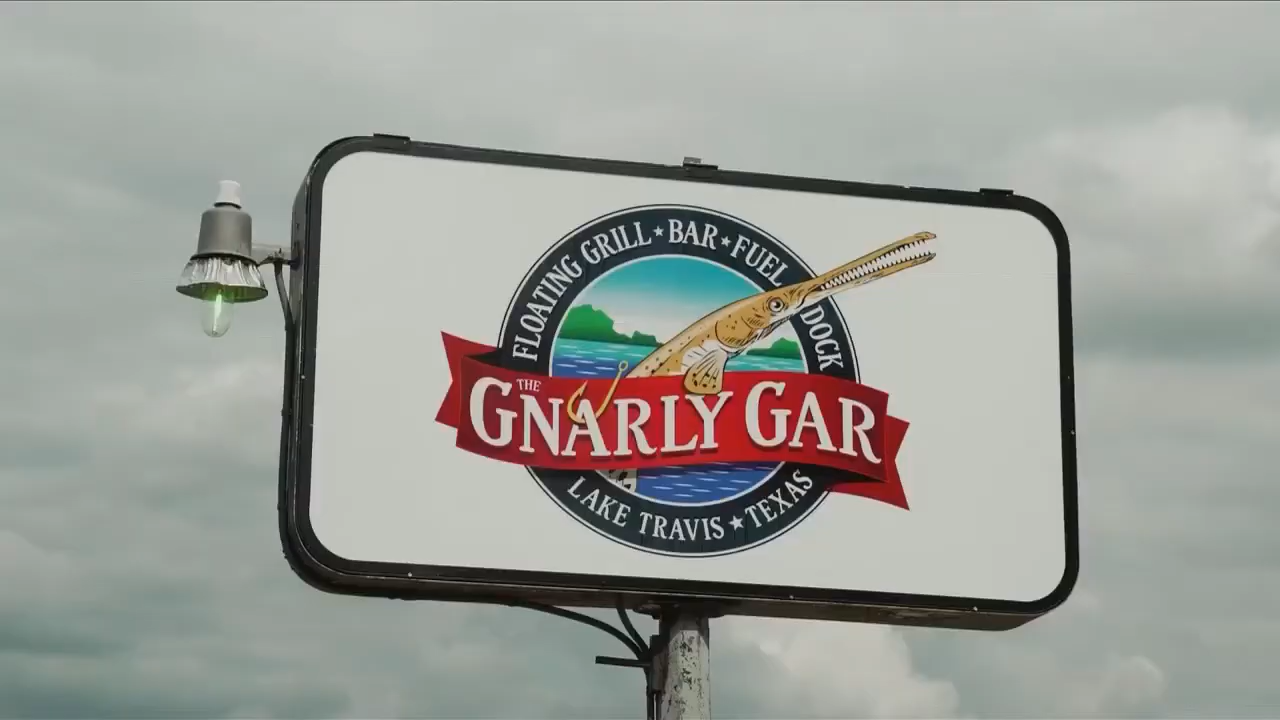 FLOATING GRILL ★ BAR ★ FUEL DOCK
THE
GNARLY GAR
LAKE TRAVIS ★ TEXAS